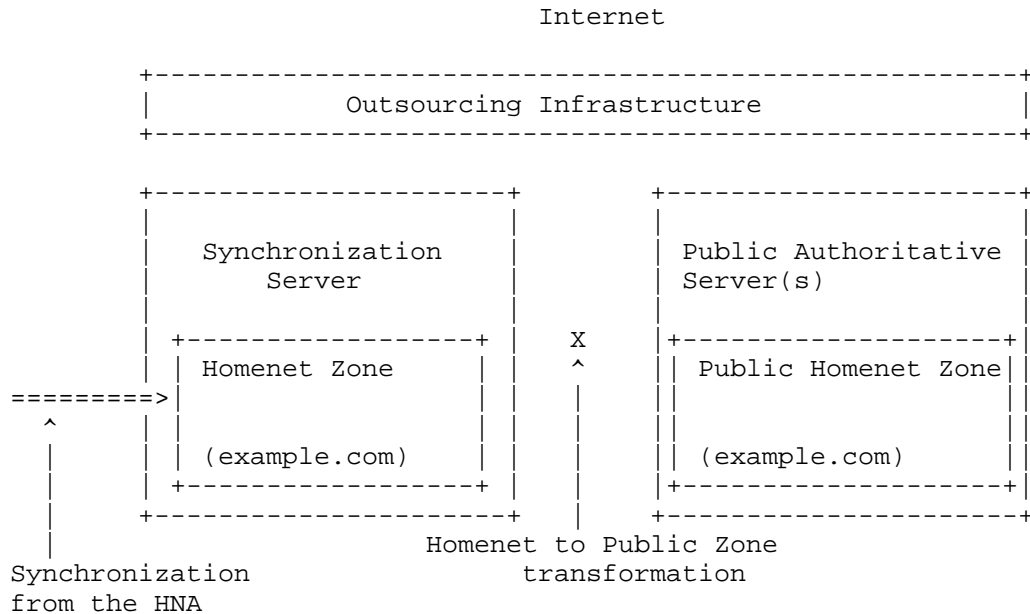 Internet
Outsourcing Infrastructure
Synchronization
Server
Public Authoritative
Server(s)
X
Homenet Zone
Public Homenet Zone
(example.com)
(example.com)
Homenet to Public Zone
transformation
Synchronization
from the HNA